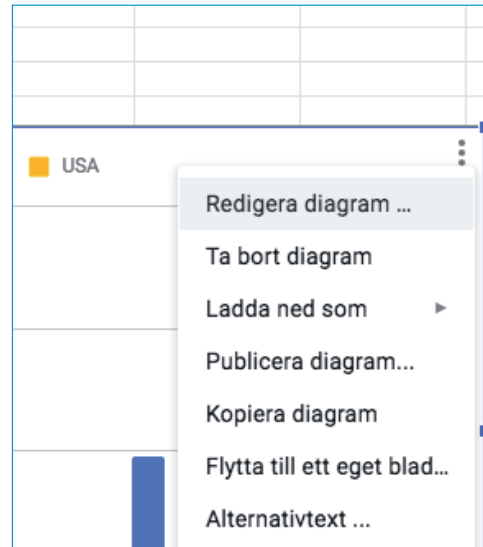 USA
Redigera diagram ...
Ta bort diagram
Ladda ned som
Publicera diagram...
Kopiera diagram
Flytta till ett eget blad...
Alternativtext ...